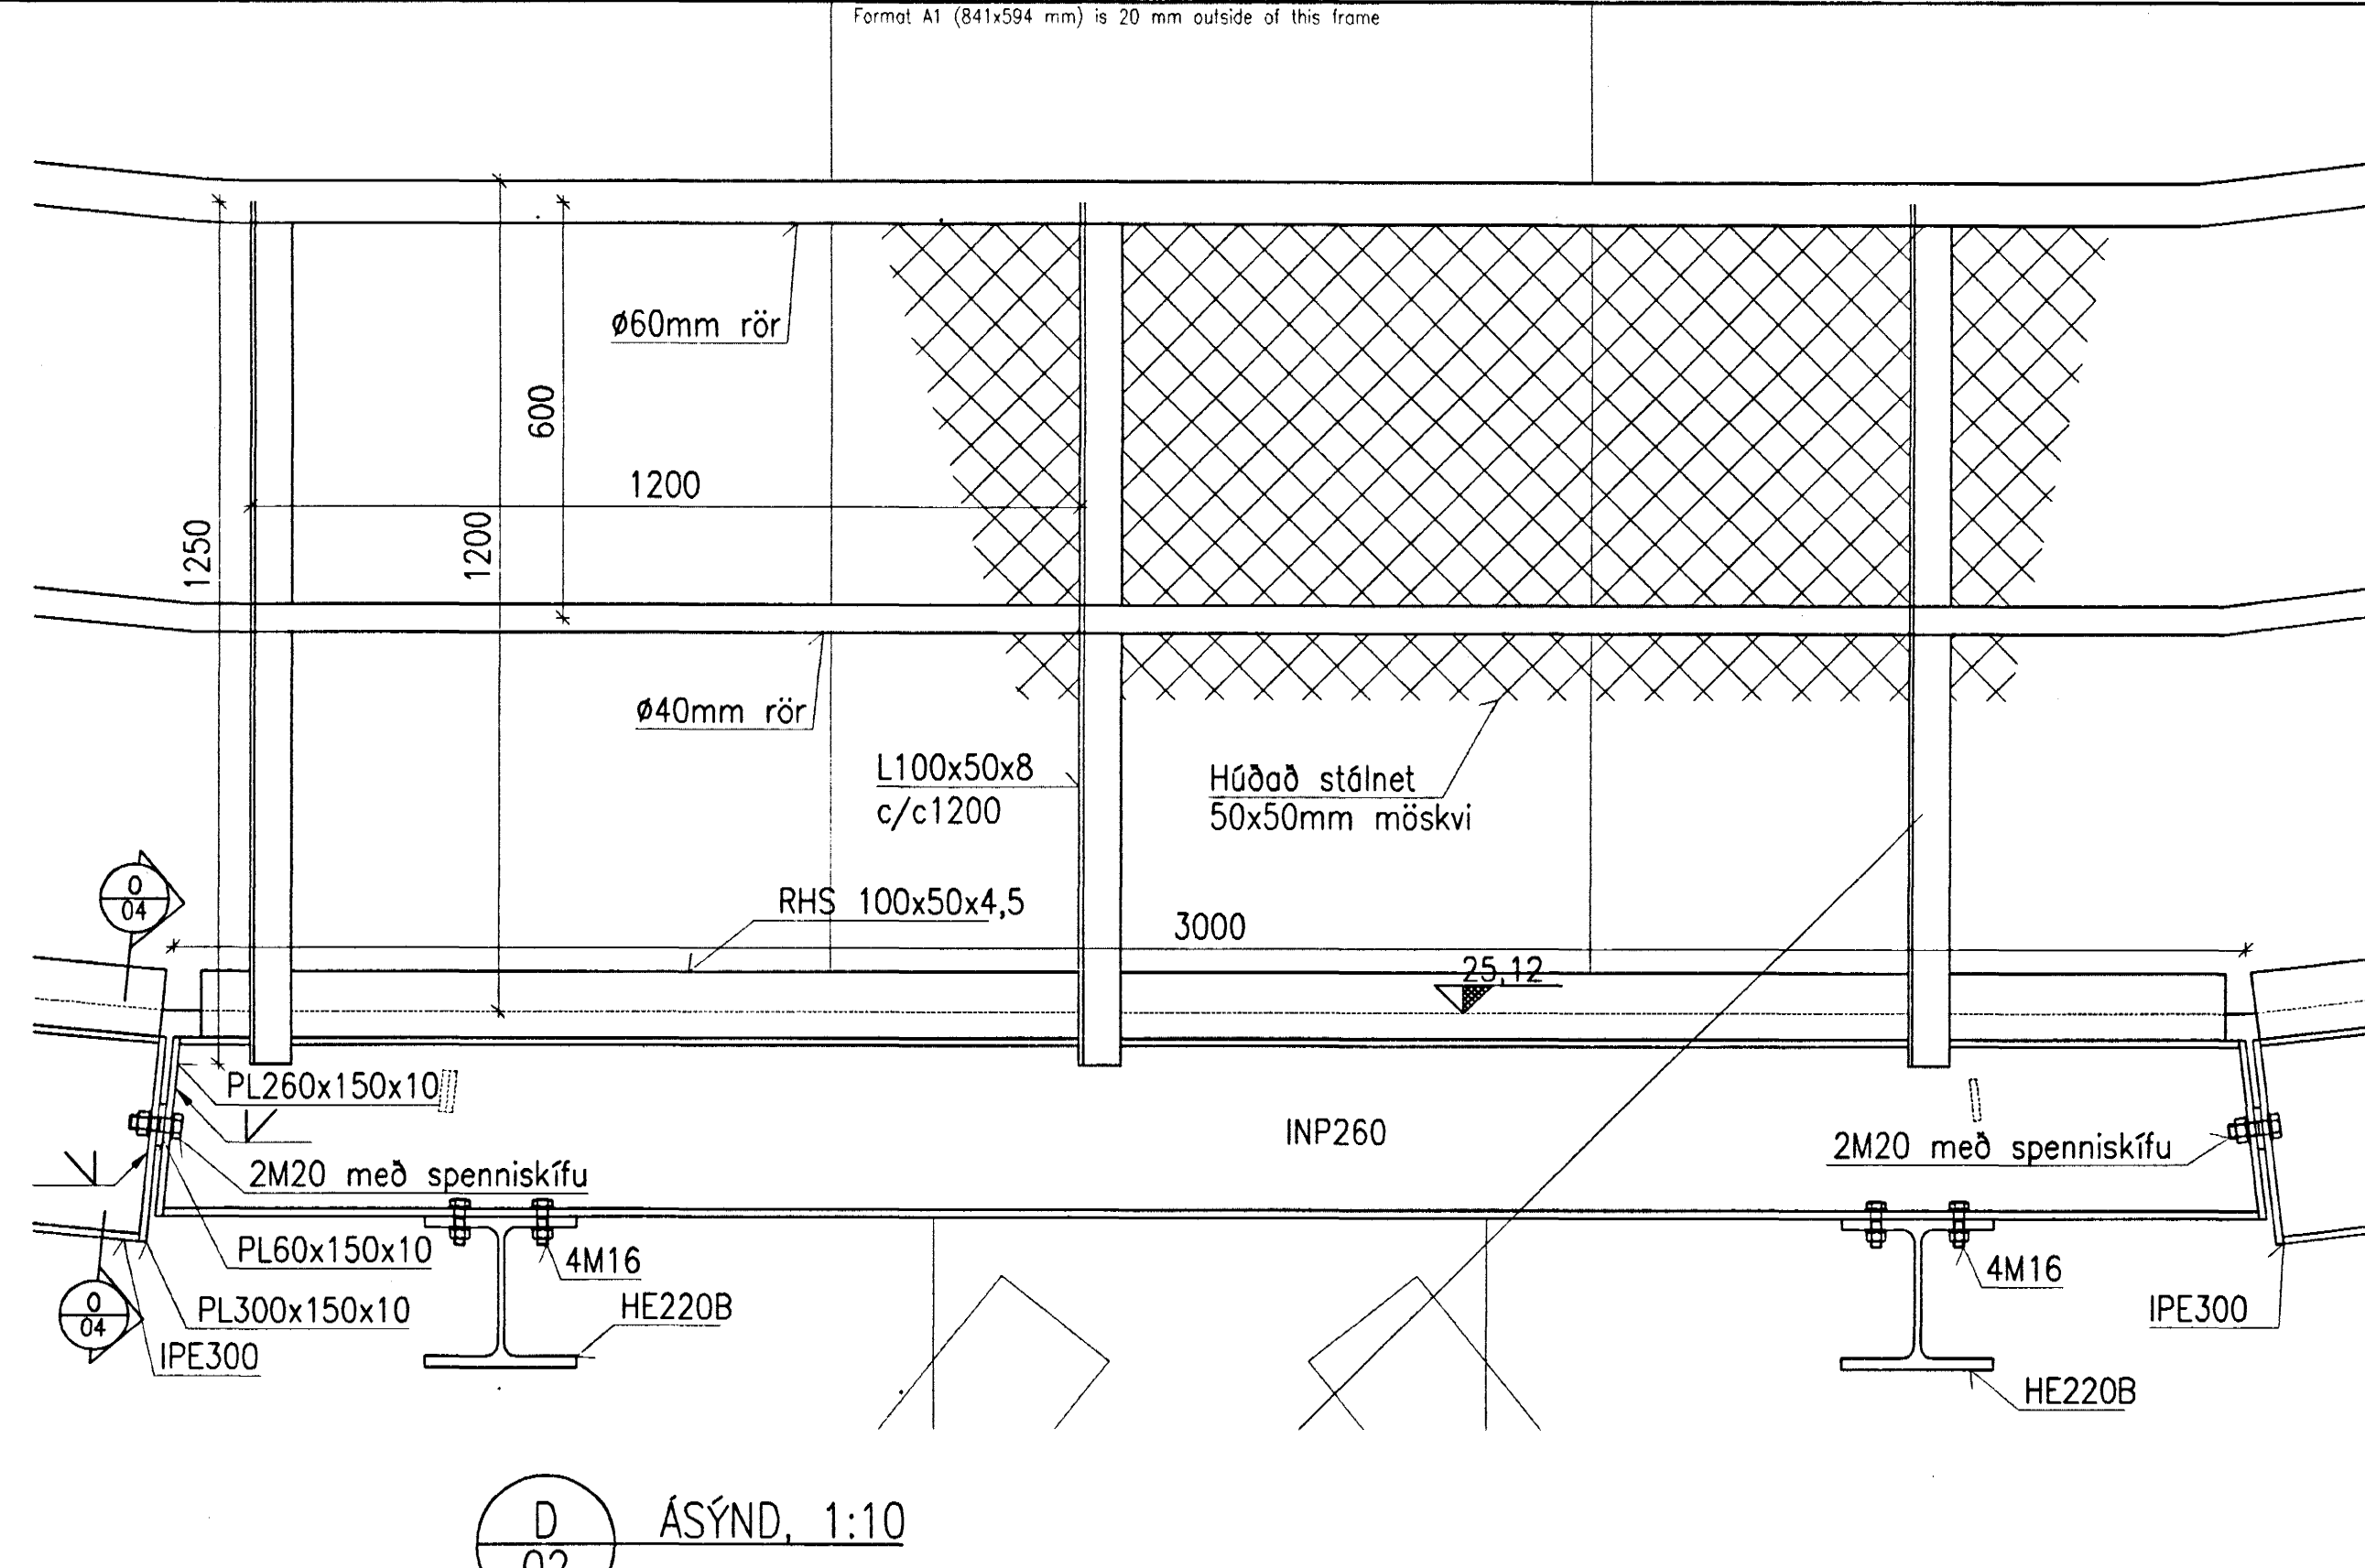 Format A1 (841x594 mm) is 20 mm outside of this frame
ø60mm rör
600
1200
1250
1200
ø40mm rör
L100x50x8
c/c1200
Húðað stálnet
50x50mm möskvi
O
04
RHS 100x50x4,5
3000
25,12
PL260x150x10
INP260
2M20 með spenniskífu
2M20 með spenniskífu
PL60x150x10
4M16
4M16
O
04
PL300x150x10
HE220B
IPE300
IPE300
HE220B
D
02
ÁSÝND, 1:10